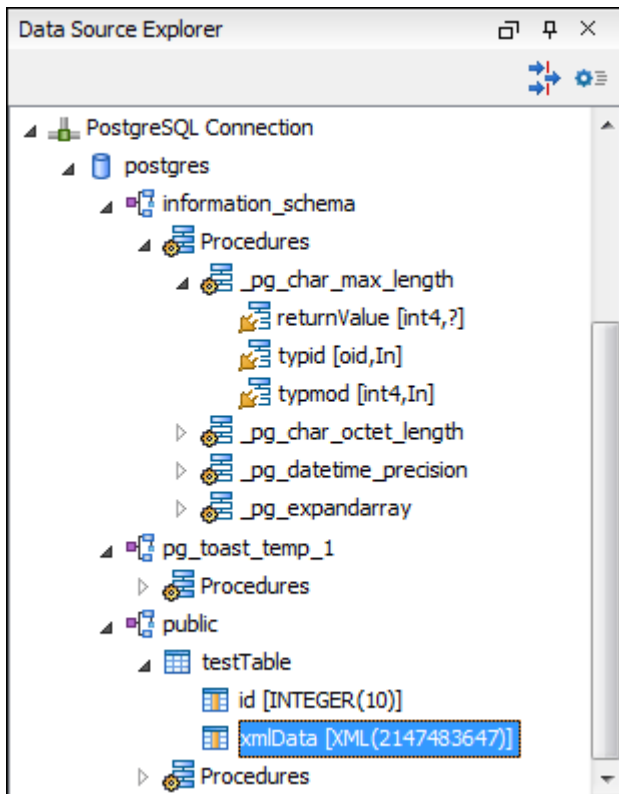 Data Source Explorer
PostgreSQL Connection
postgres
information_schema
Procedures
_pg_char_max_length
returnValue [int4,?]
typid [oid,In]
typmod [int4,In]
_pg_char_octet_length
_pg_datetime_precision
_pg_expandarray
pg_toast_temp_1
Procedures
public
testTable
id [INTEGER(10)]
xmlData [XML(2147483647)]
Procedures